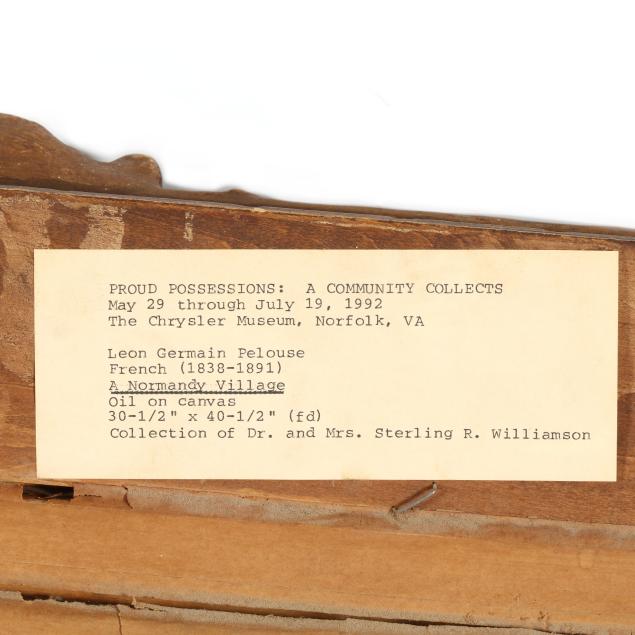 PROUD POSSESSIONS: A COMMUNITY COLLECTS
May 29 through July 19, 1992
The Chrysler Museum, Norfolk, VA
Leon Germain Pelouse
French (1838-1891)
A Normandy Village
Oil on canvas
30-1/2" x 40-1/2" (fd)
Collection of Dr. and Mrs. Sterling R. Williamson